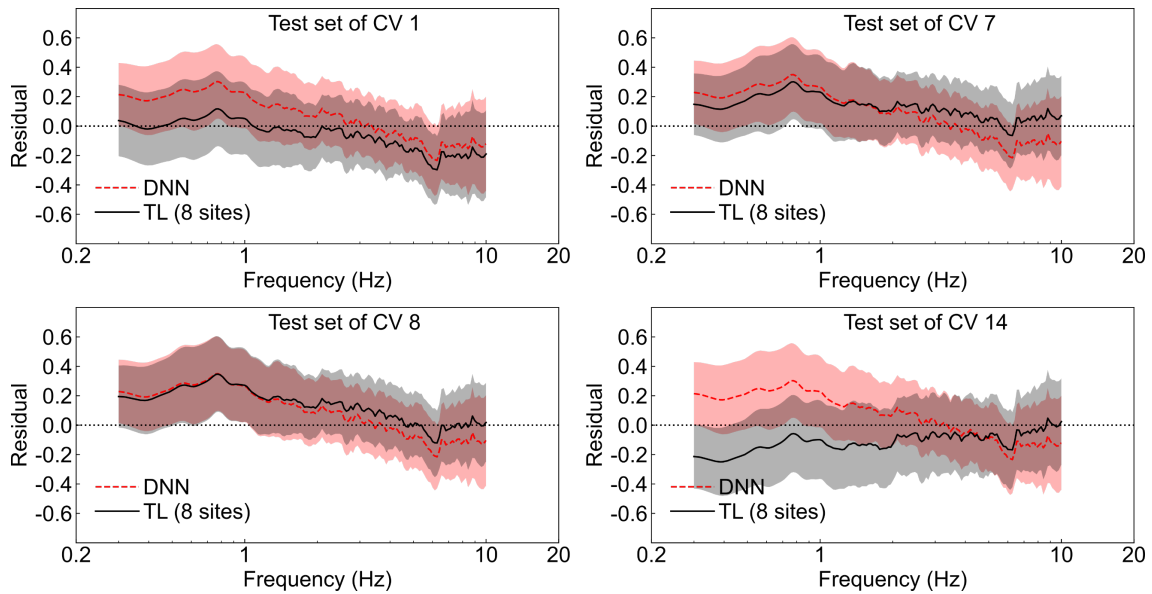 Test set of CV 1
Residual
0.6
0.4
0.2
0.0
-0.2
-0.4
-0.6
DNN
TL (8 sites)
0.2
1
10
20
Frequency (Hz)
Test set of CV 7
Residual
0.6
0.4
0.2
0.0
-0.2
-0.4
-0.6
DNN
TL (8 sites)
0.2
1
10
20
Frequency (Hz)
Test set of CV 8
Residual
0.6
0.4
0.2
0.0
-0.2
-0.4
-0.6
DNN
TL (8 sites)
0.2
1
10
20
Frequency (Hz)
Test set of CV 14
Residual
0.6
0.4
0.2
0.0
-0.2
-0.4
-0.6
DNN
TL (8 sites)
0.2
1
10
20
Frequency (Hz)